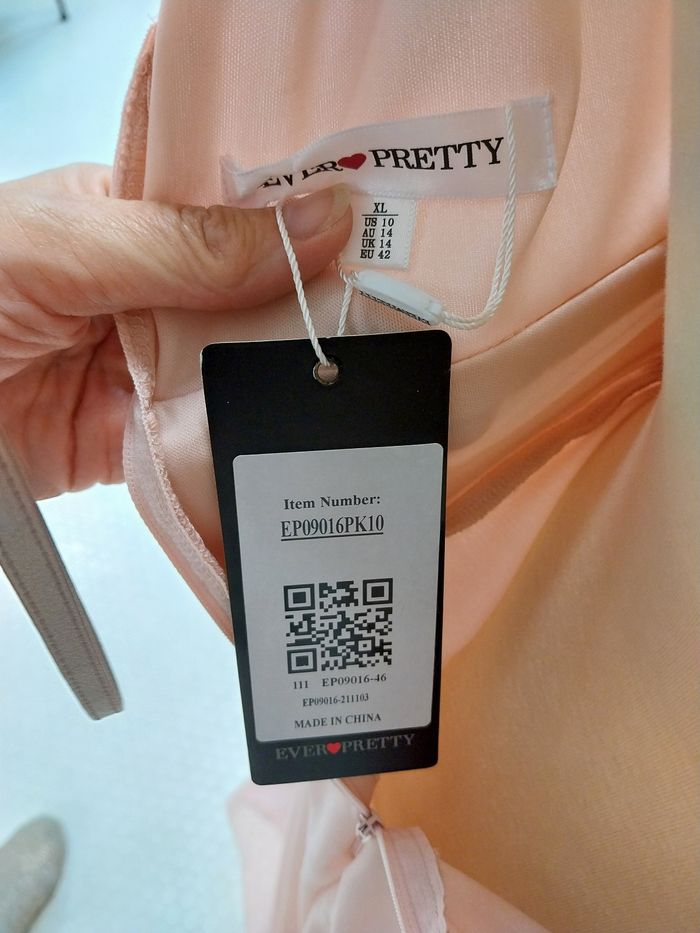 EVER PRETTY
XL
US 10
AU 14
UK 14
EU 42
Item Number:
EP09016PK10
111 EP09016-46
EP09016-211103
MADE IN CHINA
EVER PRETTY